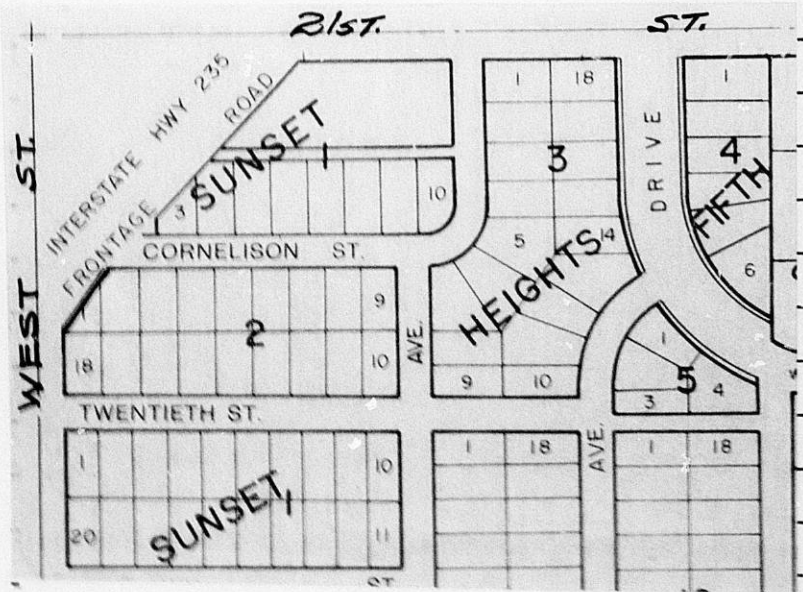 21ST. ST.
WEST ST.
INTERSTATE HWY 235
FRONTAGE ROAD
SUNSET
1
3
10
CORNELISON ST.
HEIGHTS
3
1 18
5 14
9 10
DRIVE
FIFTH
4
1
6
2
9
18 10
AVE.
5
1
3 4
TWENTIETH ST.
AVE.
SUNSET
1
1 10
20 11
ST.
1 18
1 18